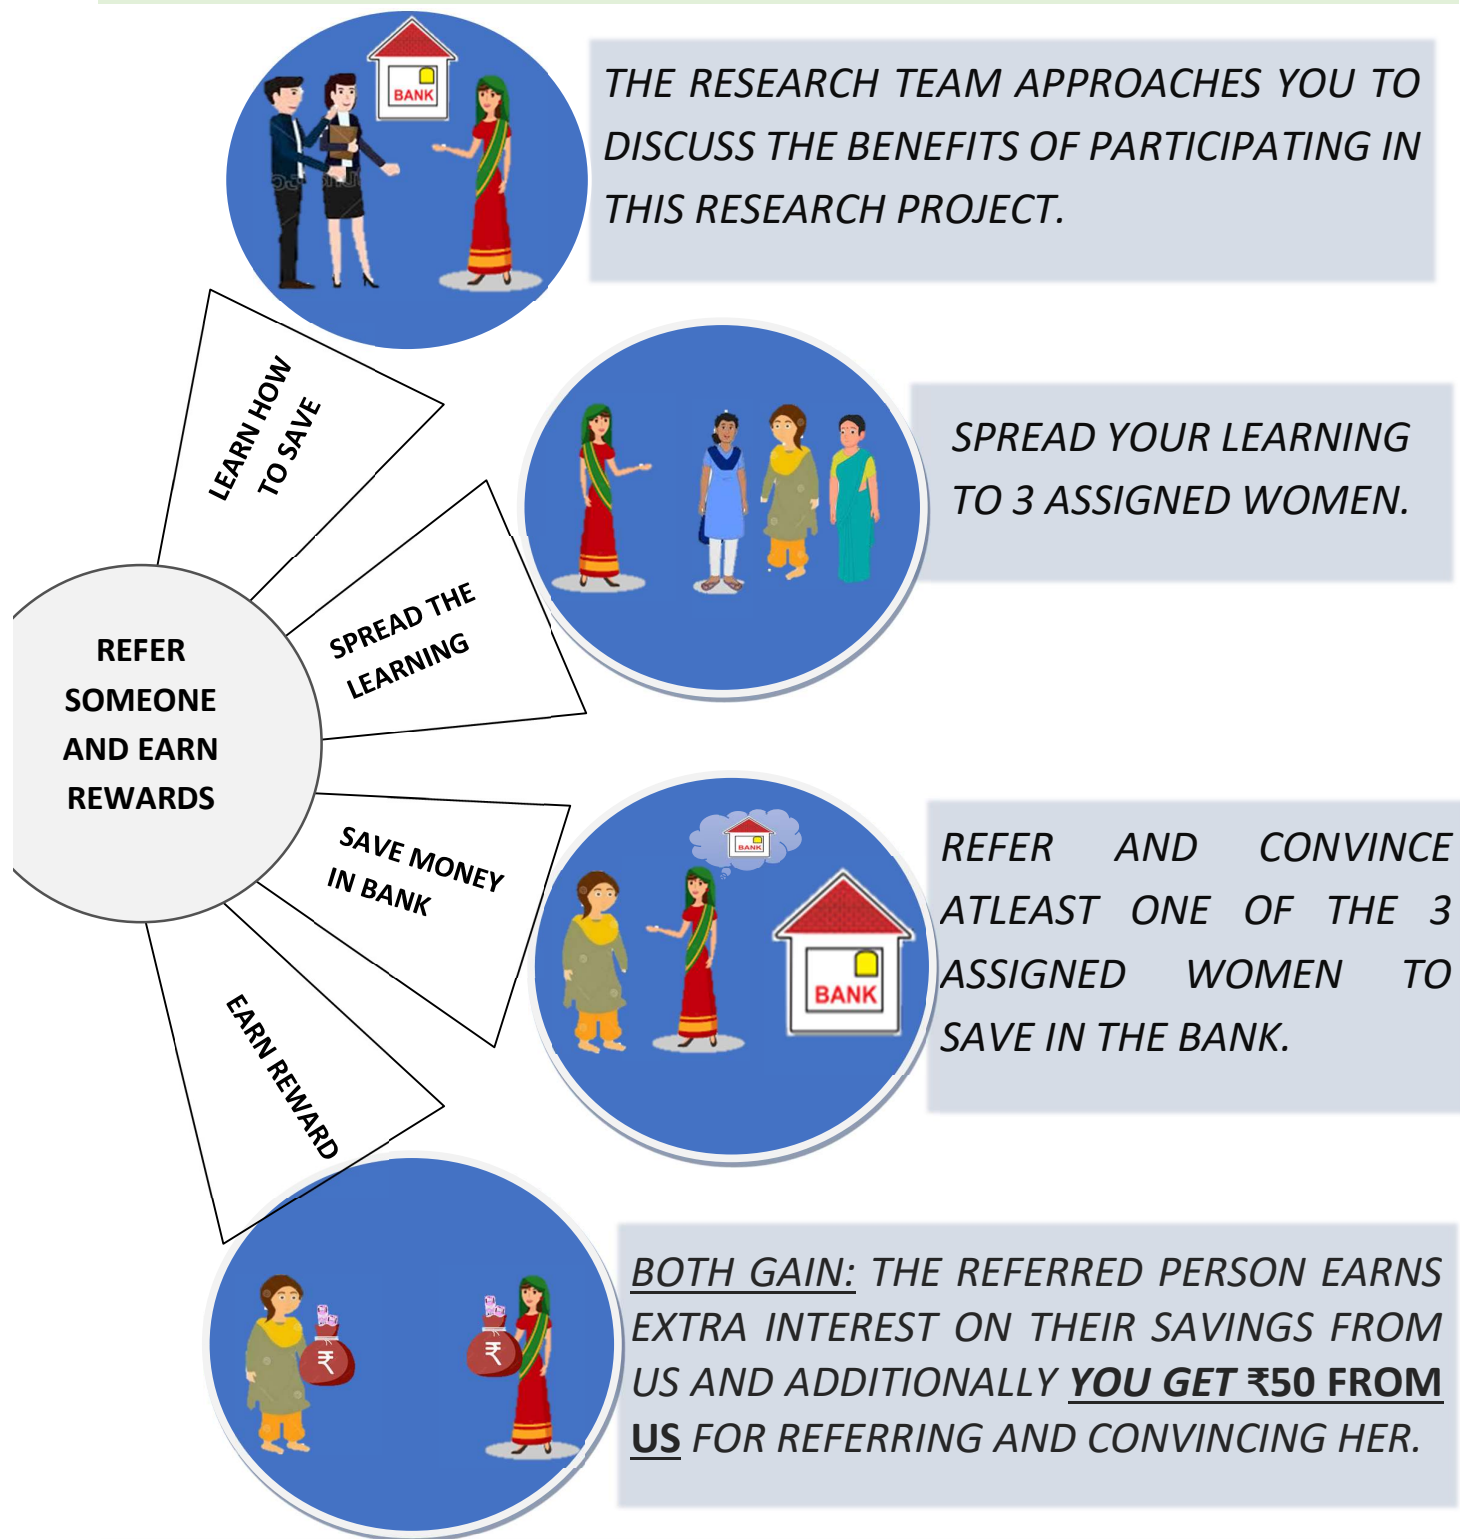 BANK
THE RESEARCH TEAM APPROACHES YOU TO
DISCUSS THE BENEFITS OF PARTICIPATING IN
THIS RESEARCH PROJECT.
LEARN HOW
TO SAVE
SPREAD YOUR LEARNING
TO 3 ASSIGNED WOMEN.
SPREAD THE
LEARNING
REFER
SOMEONE
AND EARN
REWARDS
SAVE MONEY
IN BANK
BANK
BANK
REFER AND CONVINCE
ATLEAST ONE OF THE 3
ASSIGNED WOMEN TO
SAVE IN THE BANK.
EARN REWARD
₹
₹
BOTH GAIN: THE REFERRED PERSON EARNS
EXTRA INTEREST ON THEIR SAVINGS FROM
US AND ADDITIONALLY YOU GET ₹50 FROM
US FOR REFERRING AND CONVINCING HER.